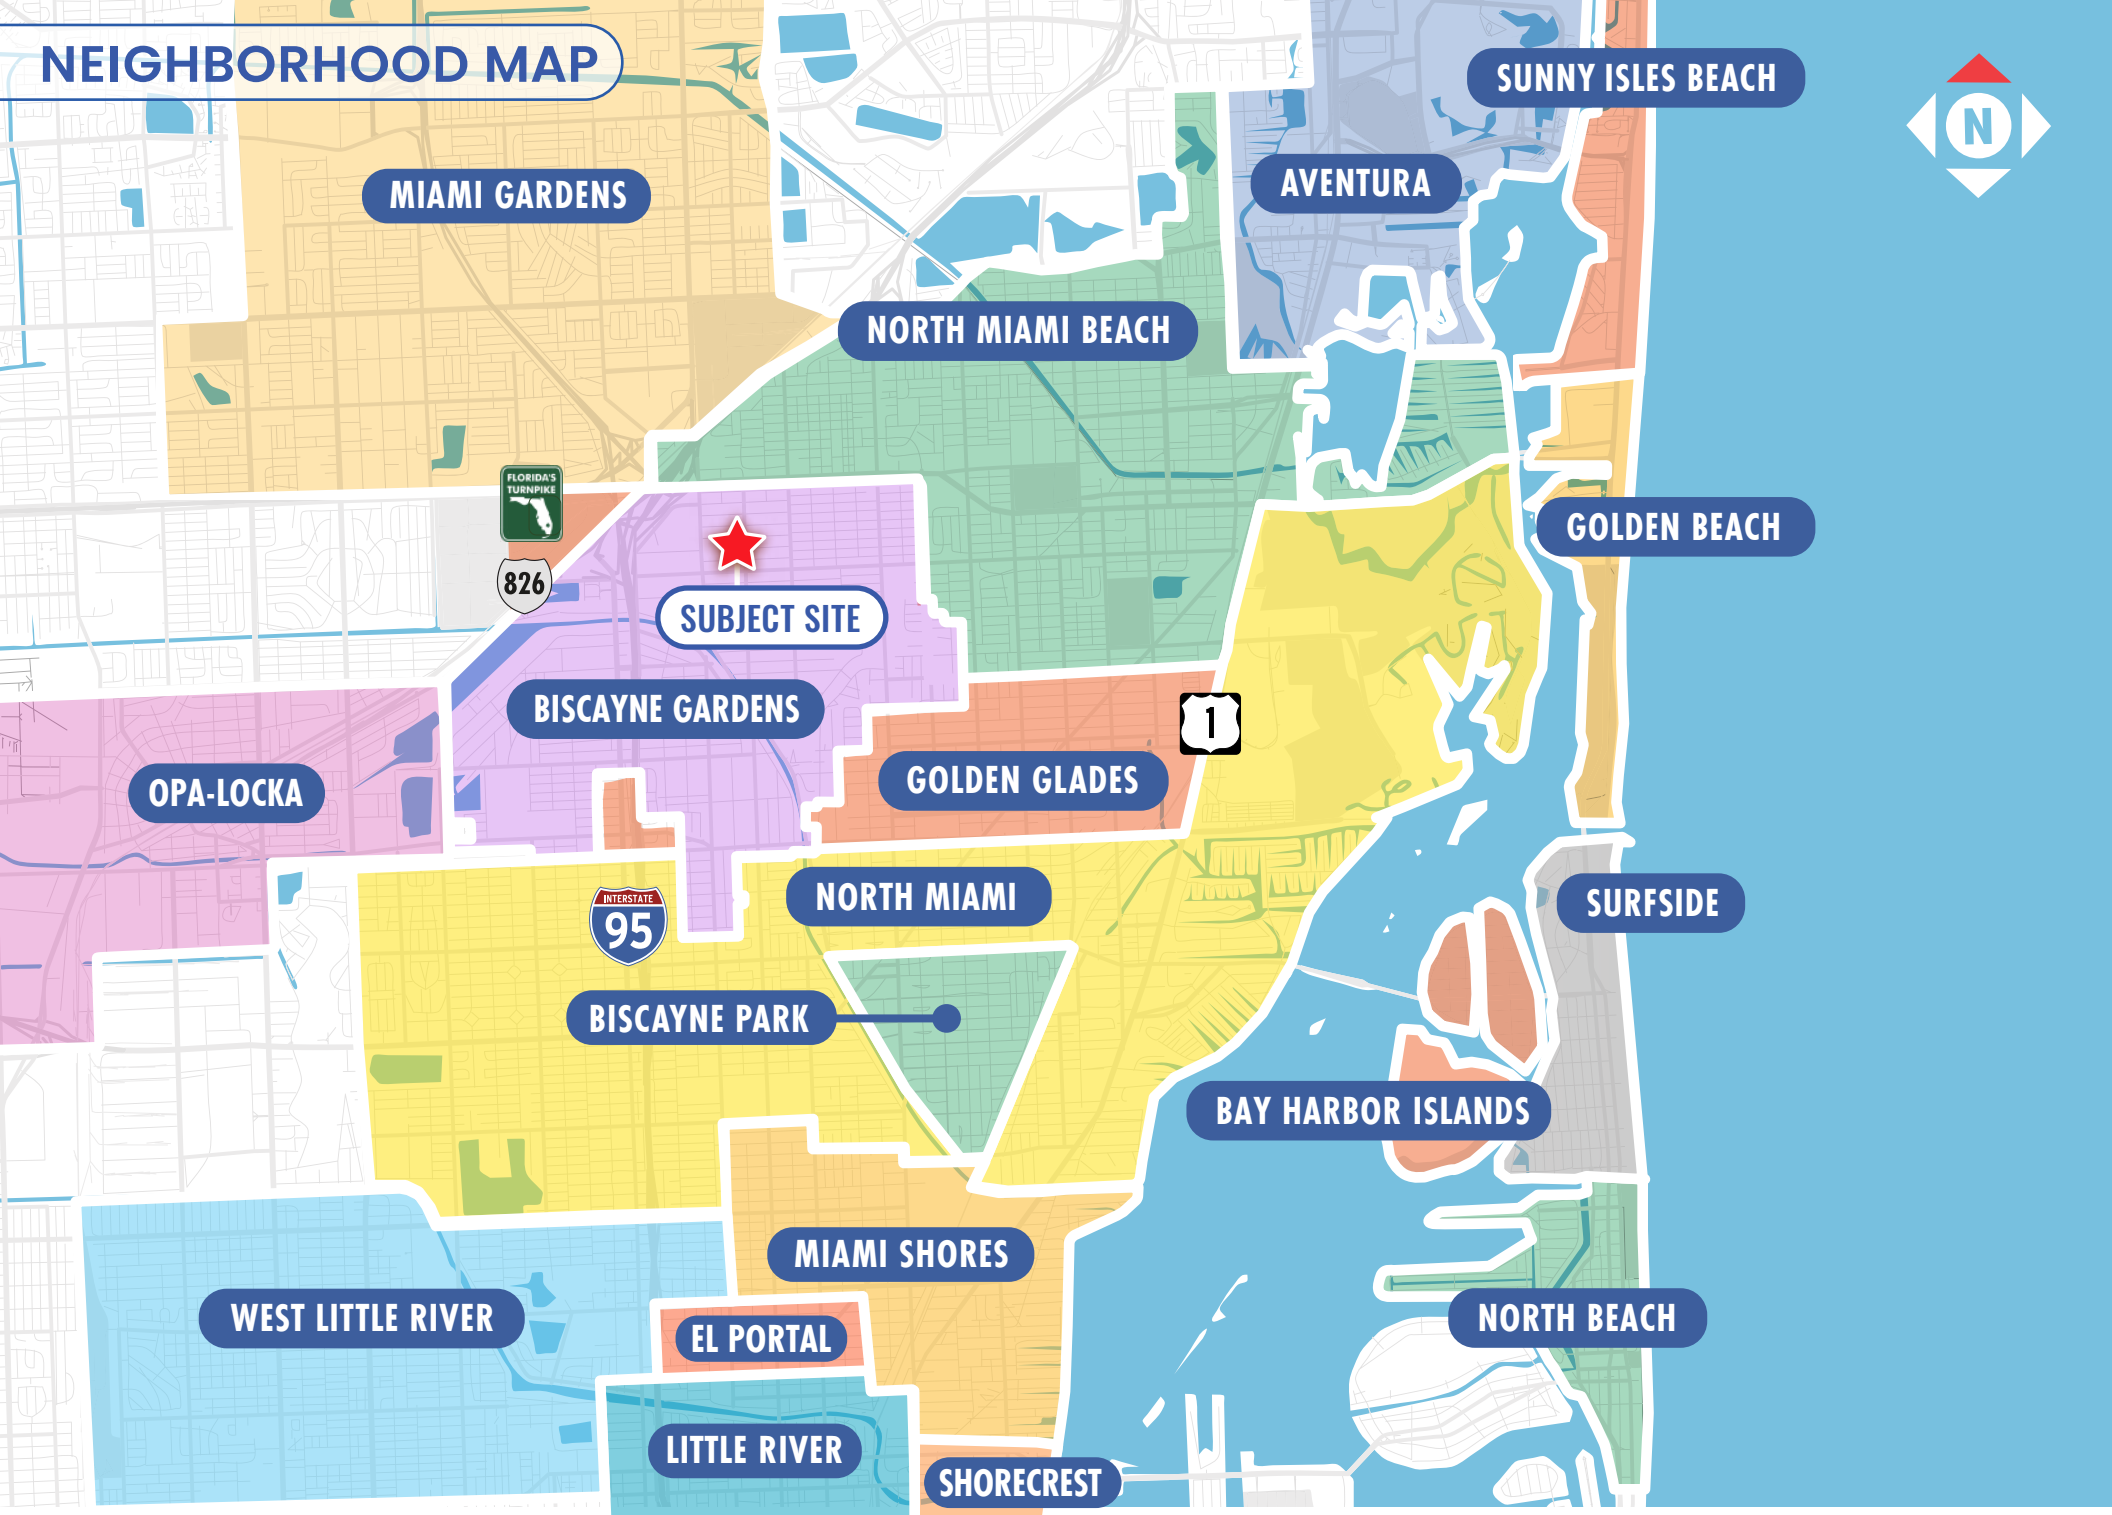 NEIGHBORHOOD MAP
SUNNY ISLES BEACH
N
MIAMI GARDENS
AVENTURA
NORTH MIAMI BEACH
FLORIDA'S
TURNPIKE
GOLDEN BEACH
826
SUBJECT SITE
BISCAYNE GARDENS
1
OPA-LOCKA
GOLDEN GLADES
NORTH MIAMI
SURFSIDE
INTERSTATE
95
BISCAYNE PARK
BAY HARBOR ISLANDS
MIAMI SHORES
WEST LITTLE RIVER
EL PORTAL
NORTH BEACH
LITTLE RIVER
SHORECREST